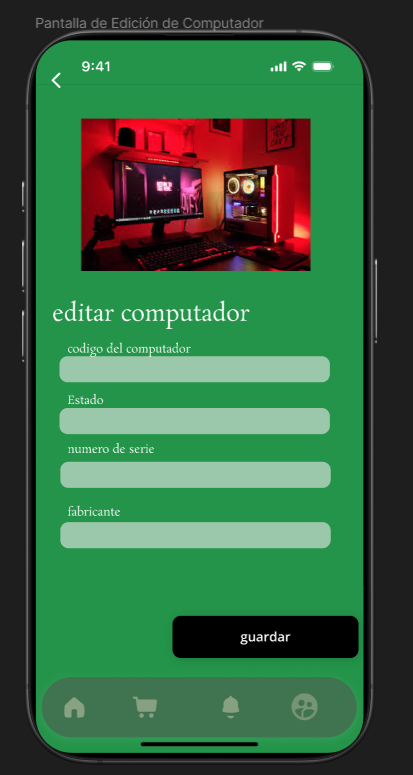 Pantalla de Edición de Computador
9:41
editar computador
codigo del computador
Estado
numero de serie
fabricante
guardar